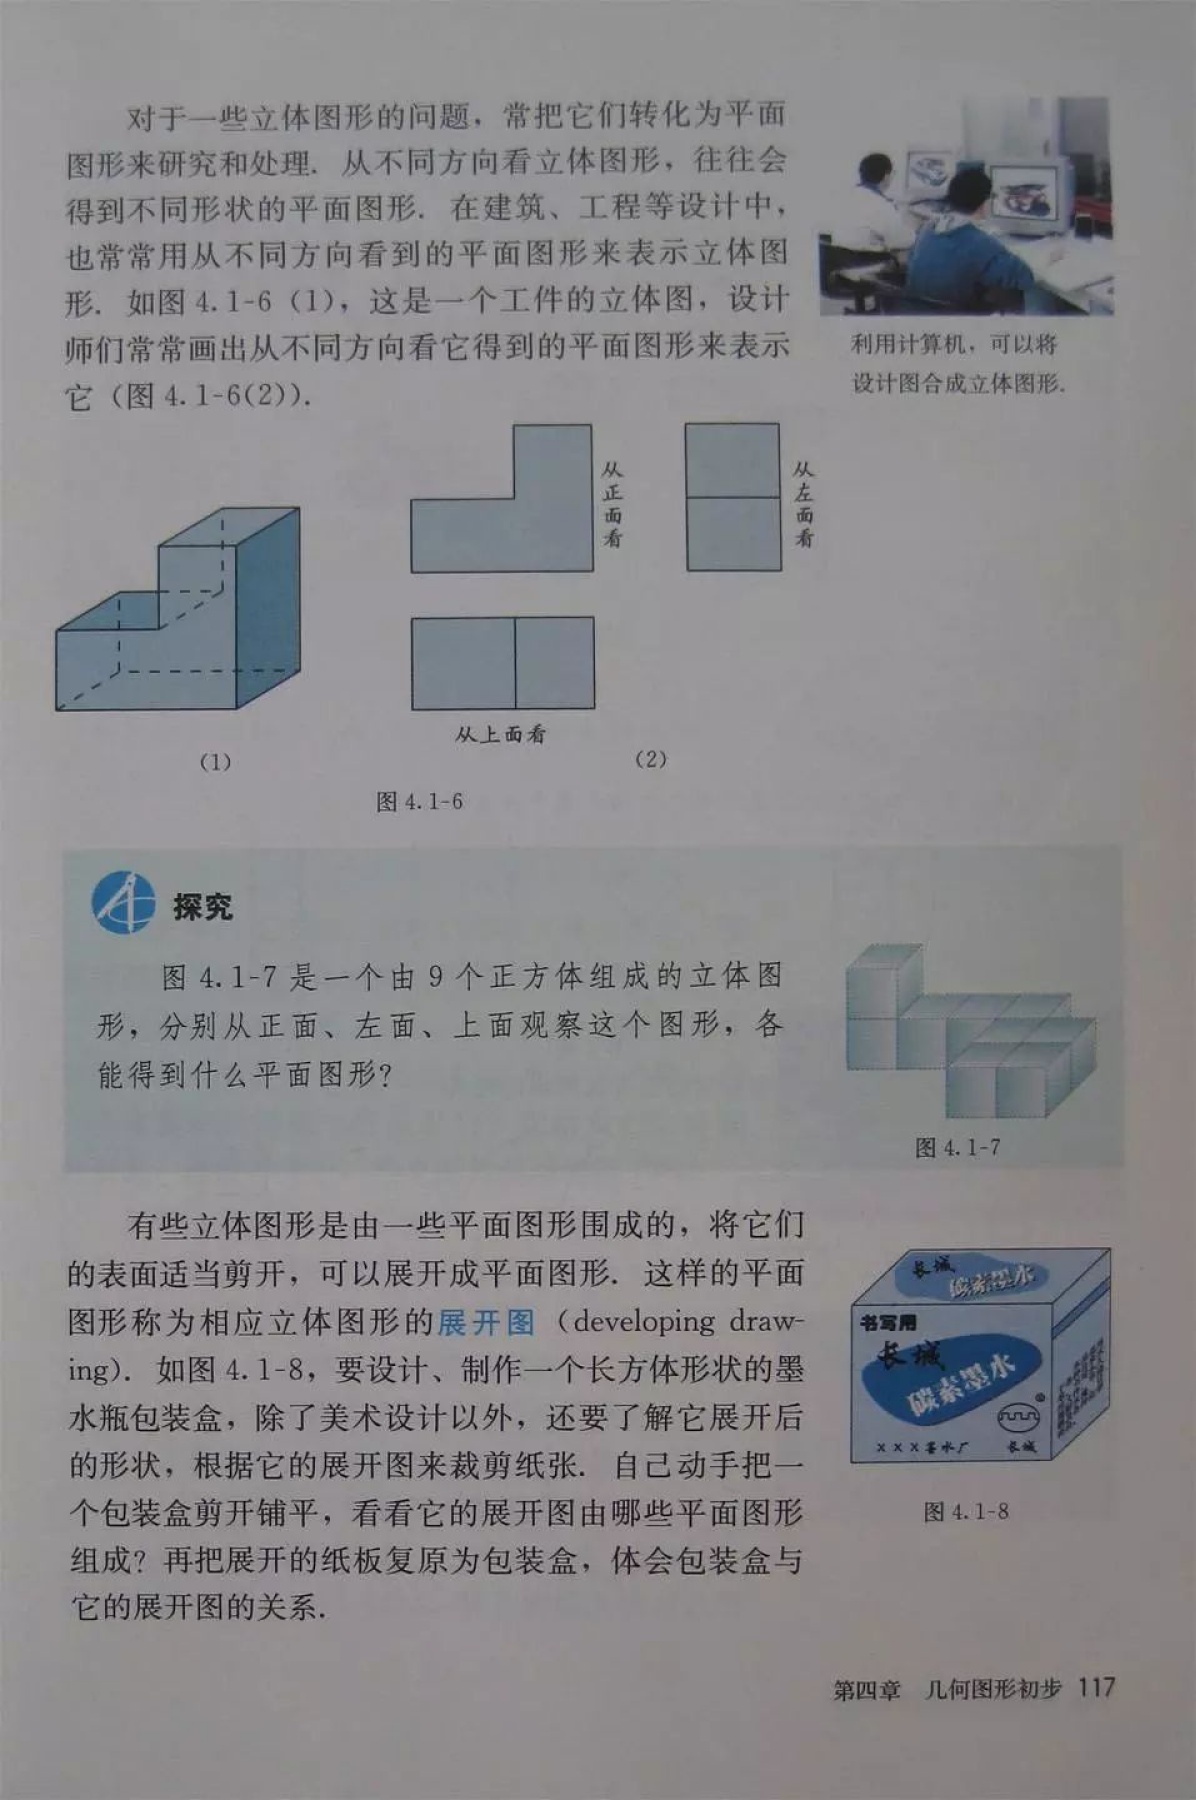 对于一些立体图形的问题，常把它们转化为平面
图形来研究和处理. 从不同方向看立体图形，往往会
得到不同形状的平面图形. 在建筑、工程等设计中，
也常常用从不同方向看到的平面图形来表示立体图
形. 如图 4.1-6（1），这是一个工件的立体图，设计
师们常常画出从不同方向看它得到的平面图形来表示
它（图 4.1-6(2)）.
利用计算机，可以将
设计图合成立体图形.
从正面看
从左面看
从上面看
（1）
（2）
图 4.1-6
探究
图 4.1-7 是一个由 9 个正方体组成的立体图
形，分别从正面、左面、上面观察这个图形，各
能得到什么平面图形？
图 4.1-7
有些立体图形是由一些平面图形围成的，将它们
的表面适当剪开，可以展开成平面图形. 这样的平面
图形称为相应立体图形的展开图（developing draw-
ing）. 如图 4.1-8，要设计、制作一个长方体形状的墨
水瓶包装盒，除了美术设计以外，还要了解它展开后
的形状，根据它的展开图来裁剪纸张. 自己动手把一
个包装盒剪开铺平，看看它的展开图由哪些平面图形
组成？再把展开的纸板复原为包装盒，体会包装盒与
它的展开图的关系.
长城
碳素墨水
书写用
长城
碳素墨水
×××墨水厂 长城
图 4.1-8
第四章 几何图形初步 117